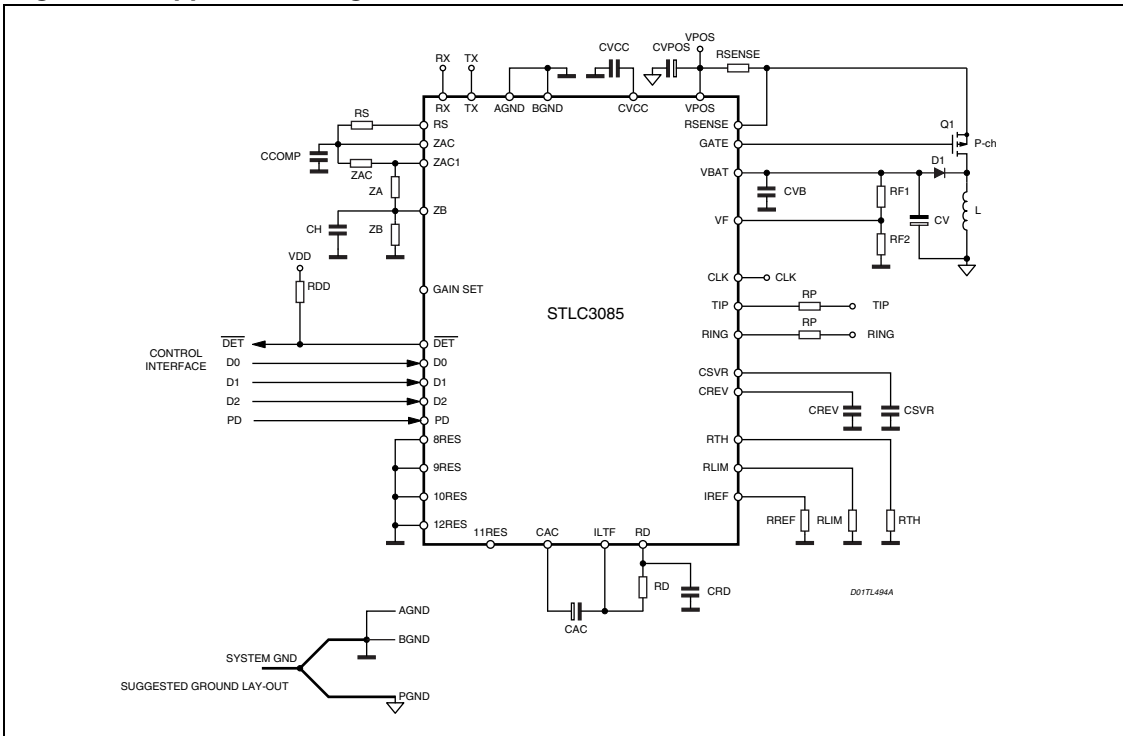 VPOS
RX TX CVCC CVPOS RSENSE
RX TX AGND BGND CVCC VPOS
RS RS RSENSE
Q1
ZAC GATE P-ch
CCOMP
ZAC1 D1
ZAC VBAT
ZA CVB RF1
ZB VF CV L
CH ZB RF2
VDD
RDD CLK CLK
GAIN SET
STLC3085 TIP RP TIP
RING RP RING
DET DET
CONTROL
INTERFACE
D0 D0 CSVR
D1 D1 CREV
D2 D2 CREV CSVR
PD PD
8RES RTH
9RES RLIM
10RES IREF
RREF RLIM RTH
12RES
11RES CAC ILTF RD
RD CRD
D01TL494A
CAC
AGND
BGND
SYSTEM GND
SUGGESTED GROUND LAY-OUT
PGND